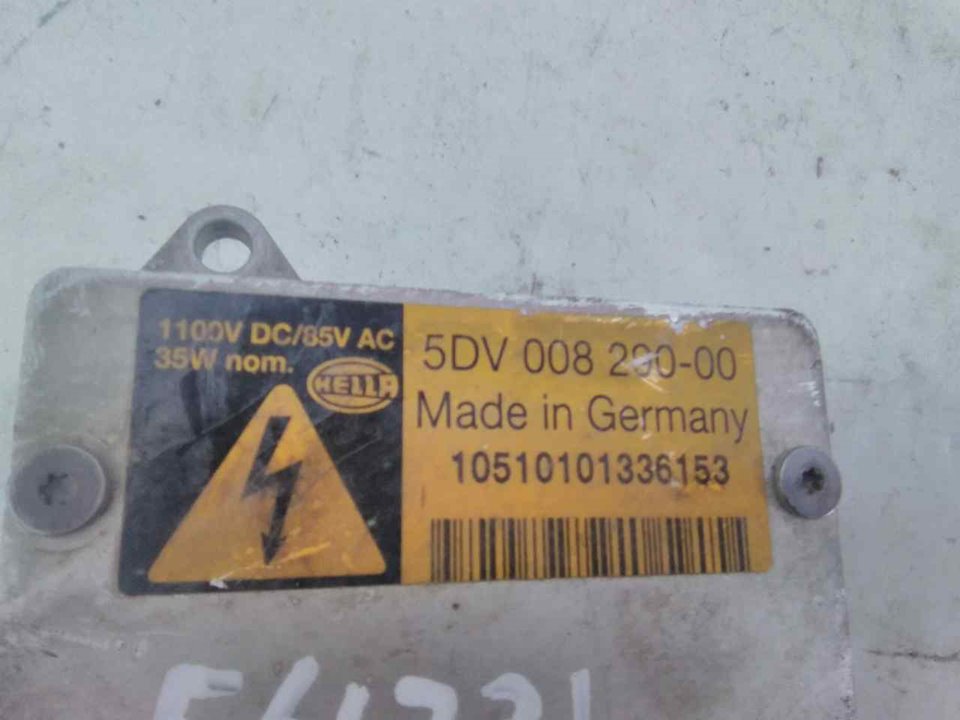 1100V DC/85V AC
35W nom.
HELLA
5DV 008 290-00
Made in Germany
10510101336153